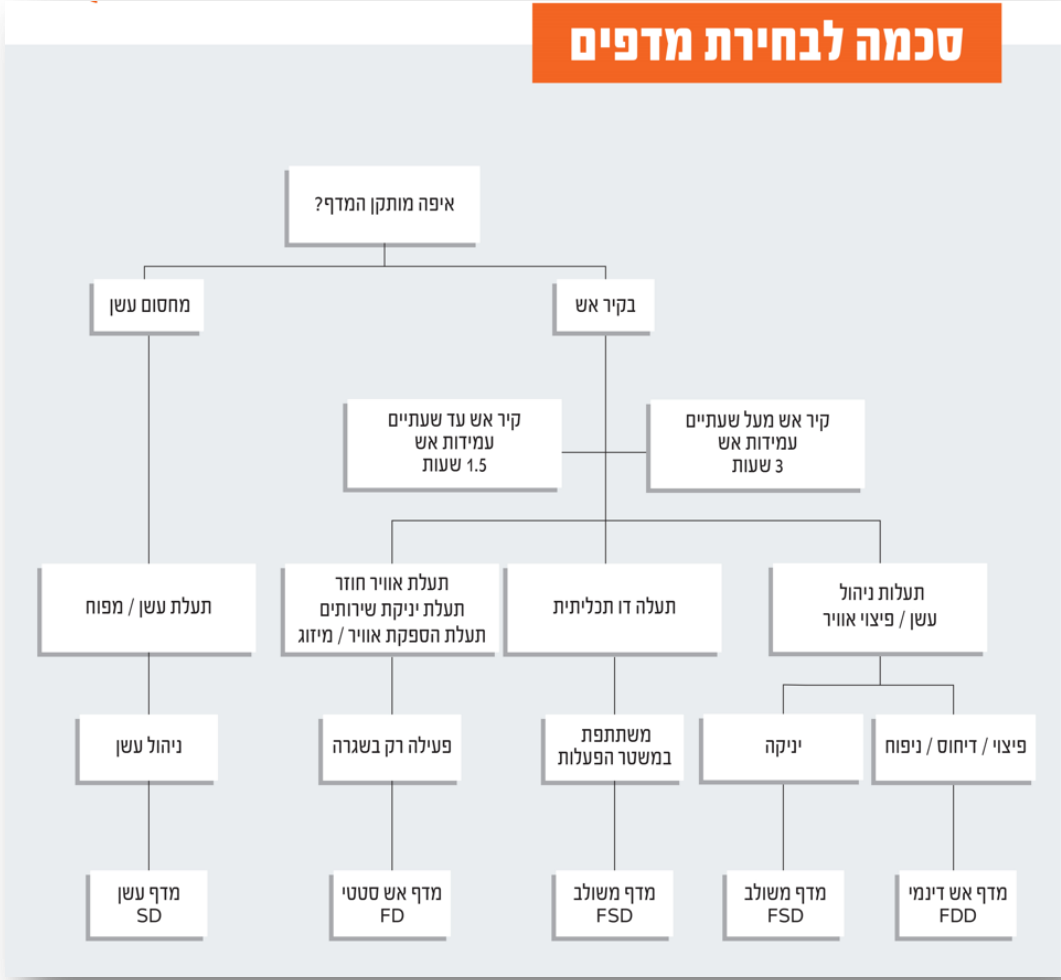 סכמה לבחירת מדפים
איפה מותקן המדף?
בקיר אש
מחסום עשן
קיר אש מעל שעתיים
עמידות אש
3 שעות
קיר אש עד שעתיים
עמידות אש
1.5 שעות
תעלות ניהול
עשן / פיצוי אוויר
תעלה דו תכליתית
תעלת אוויר חוזר
תעלת יניקת שירותים
תעלת הספקת אוויר / מיזוג
תעלת עשן / מפוח
פיצוי / דיחוס / ניפוח
יניקה
משתתפת
במשטר הפעלות
פעילה רק בשגרה
ניהול עשן
מדף אש דינמי
FDD
מדף משולב
FSD
מדף משולב
FSD
מדף אש סטטי
FD
מדף עשן
SD